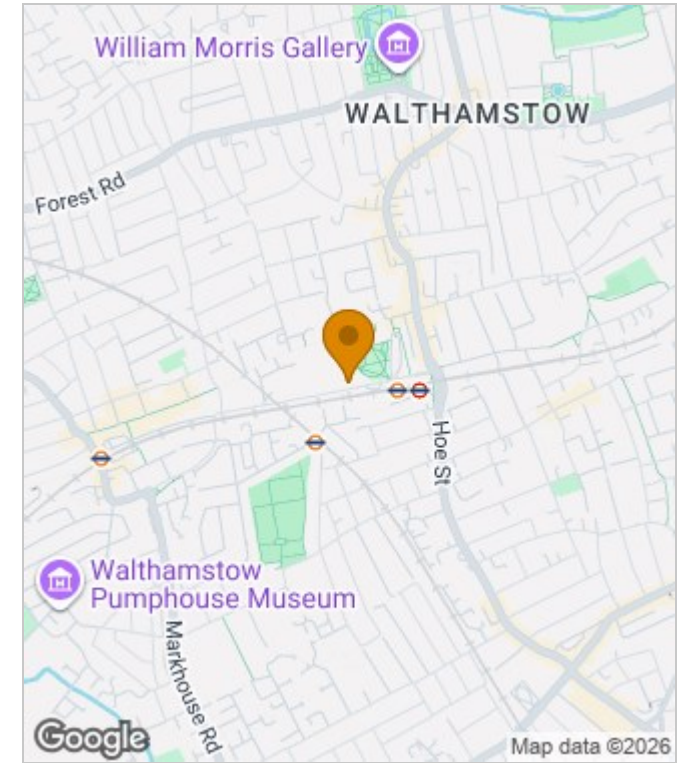 William Morris Gallery
WALTHAMSTOW
Forest Rd
Hoe St
Walthamstow
Pumphouse Museum
Markhouse Rd
Google
Map data ©2026